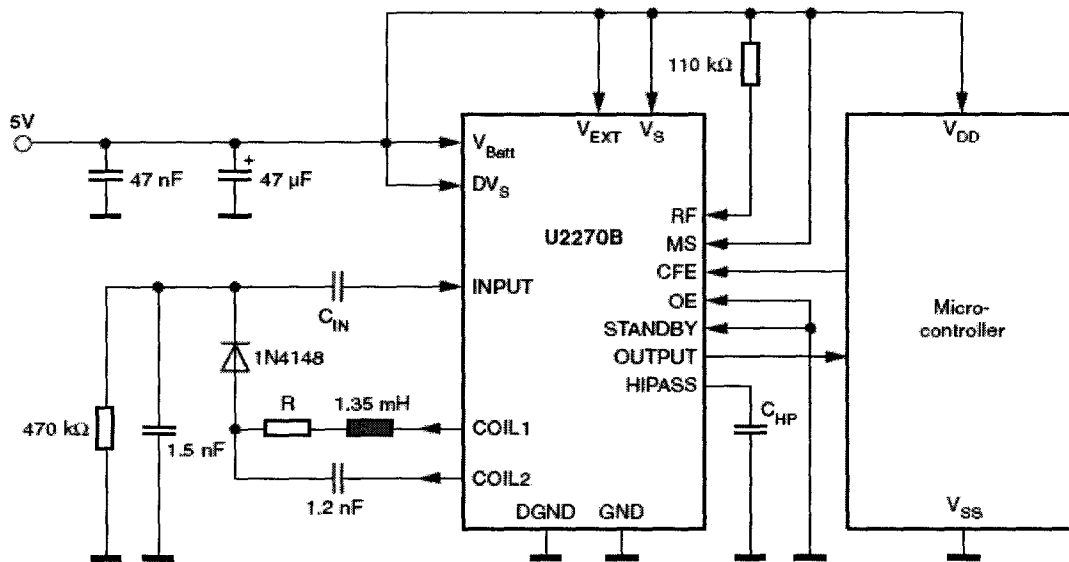 110 kΩ
5V
V_Batt
V_EXT
V_S
V_DD
47 nF
+
47 µF
DV_S
U2270B
RF
MS
CFE
OE
STANDBY
OUTPUT
HIPASS
INPUT
C_IN
Micro-
controller
1N4148
R
1.35 mH
COIL1
C_HP
470 kΩ
1.5 nF
COIL2
1.2 nF
DGND
GND
V_SS